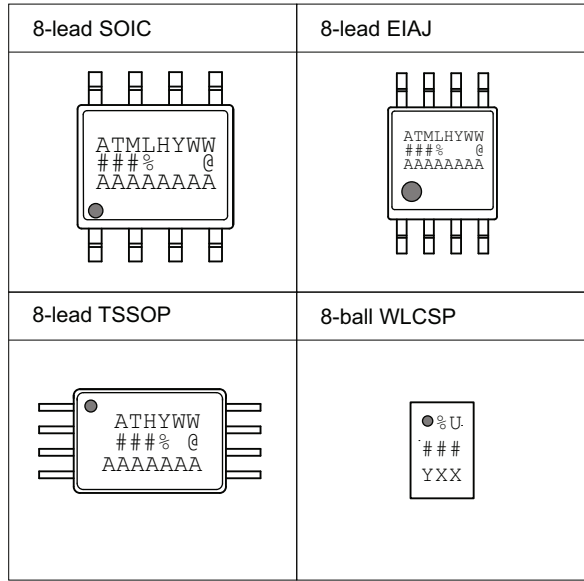 8-lead SOIC
ATMLHYWW
###% @
AAAAAAAA
8-lead EIAJ
ATMLHYWW
###% @
AAAAAAAA
8-lead TSSOP
ATHYWW
###% @
AAAAAAA
8-ball WLCSP
%U
###
YXX